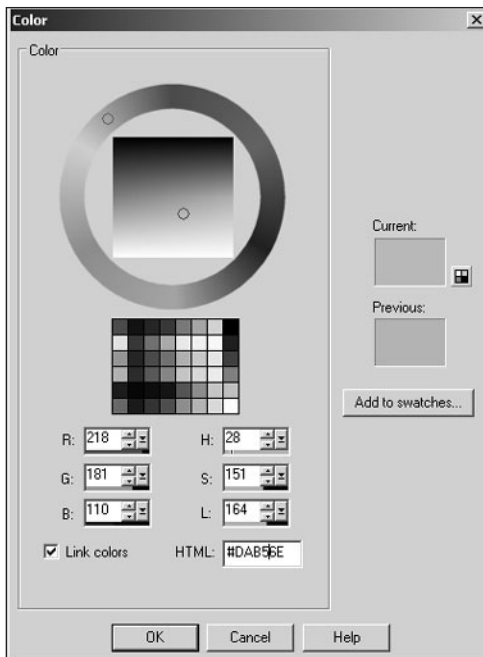 Color
Color
Current:
Previous:
Add to swatches...
R: 218 H: 28
G: 181 S: 151
B: 110 L: 164
Link colors HTML: #DAB56E
OK Cancel Help